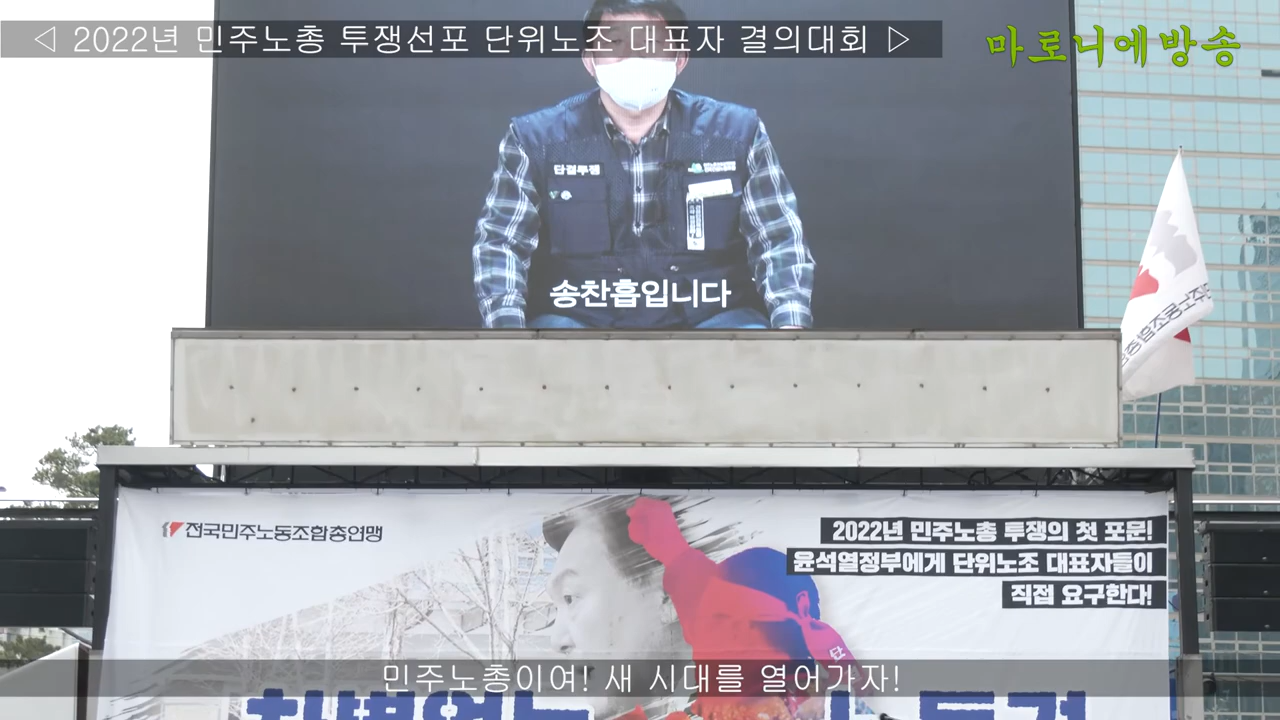 ◁ 2022년 민주노총 투쟁선포 단위노조 대표자 결의대회 ▷
마로니에방송
단결투쟁
송찬흡입니다
전국민주노동조합총연맹
2022년 민주노총 투쟁의 첫 포문!
윤석열정부에게 단위노조 대표자들이
직접 요구한다!
단
민주노총이여! 새 시대를 열어가자!